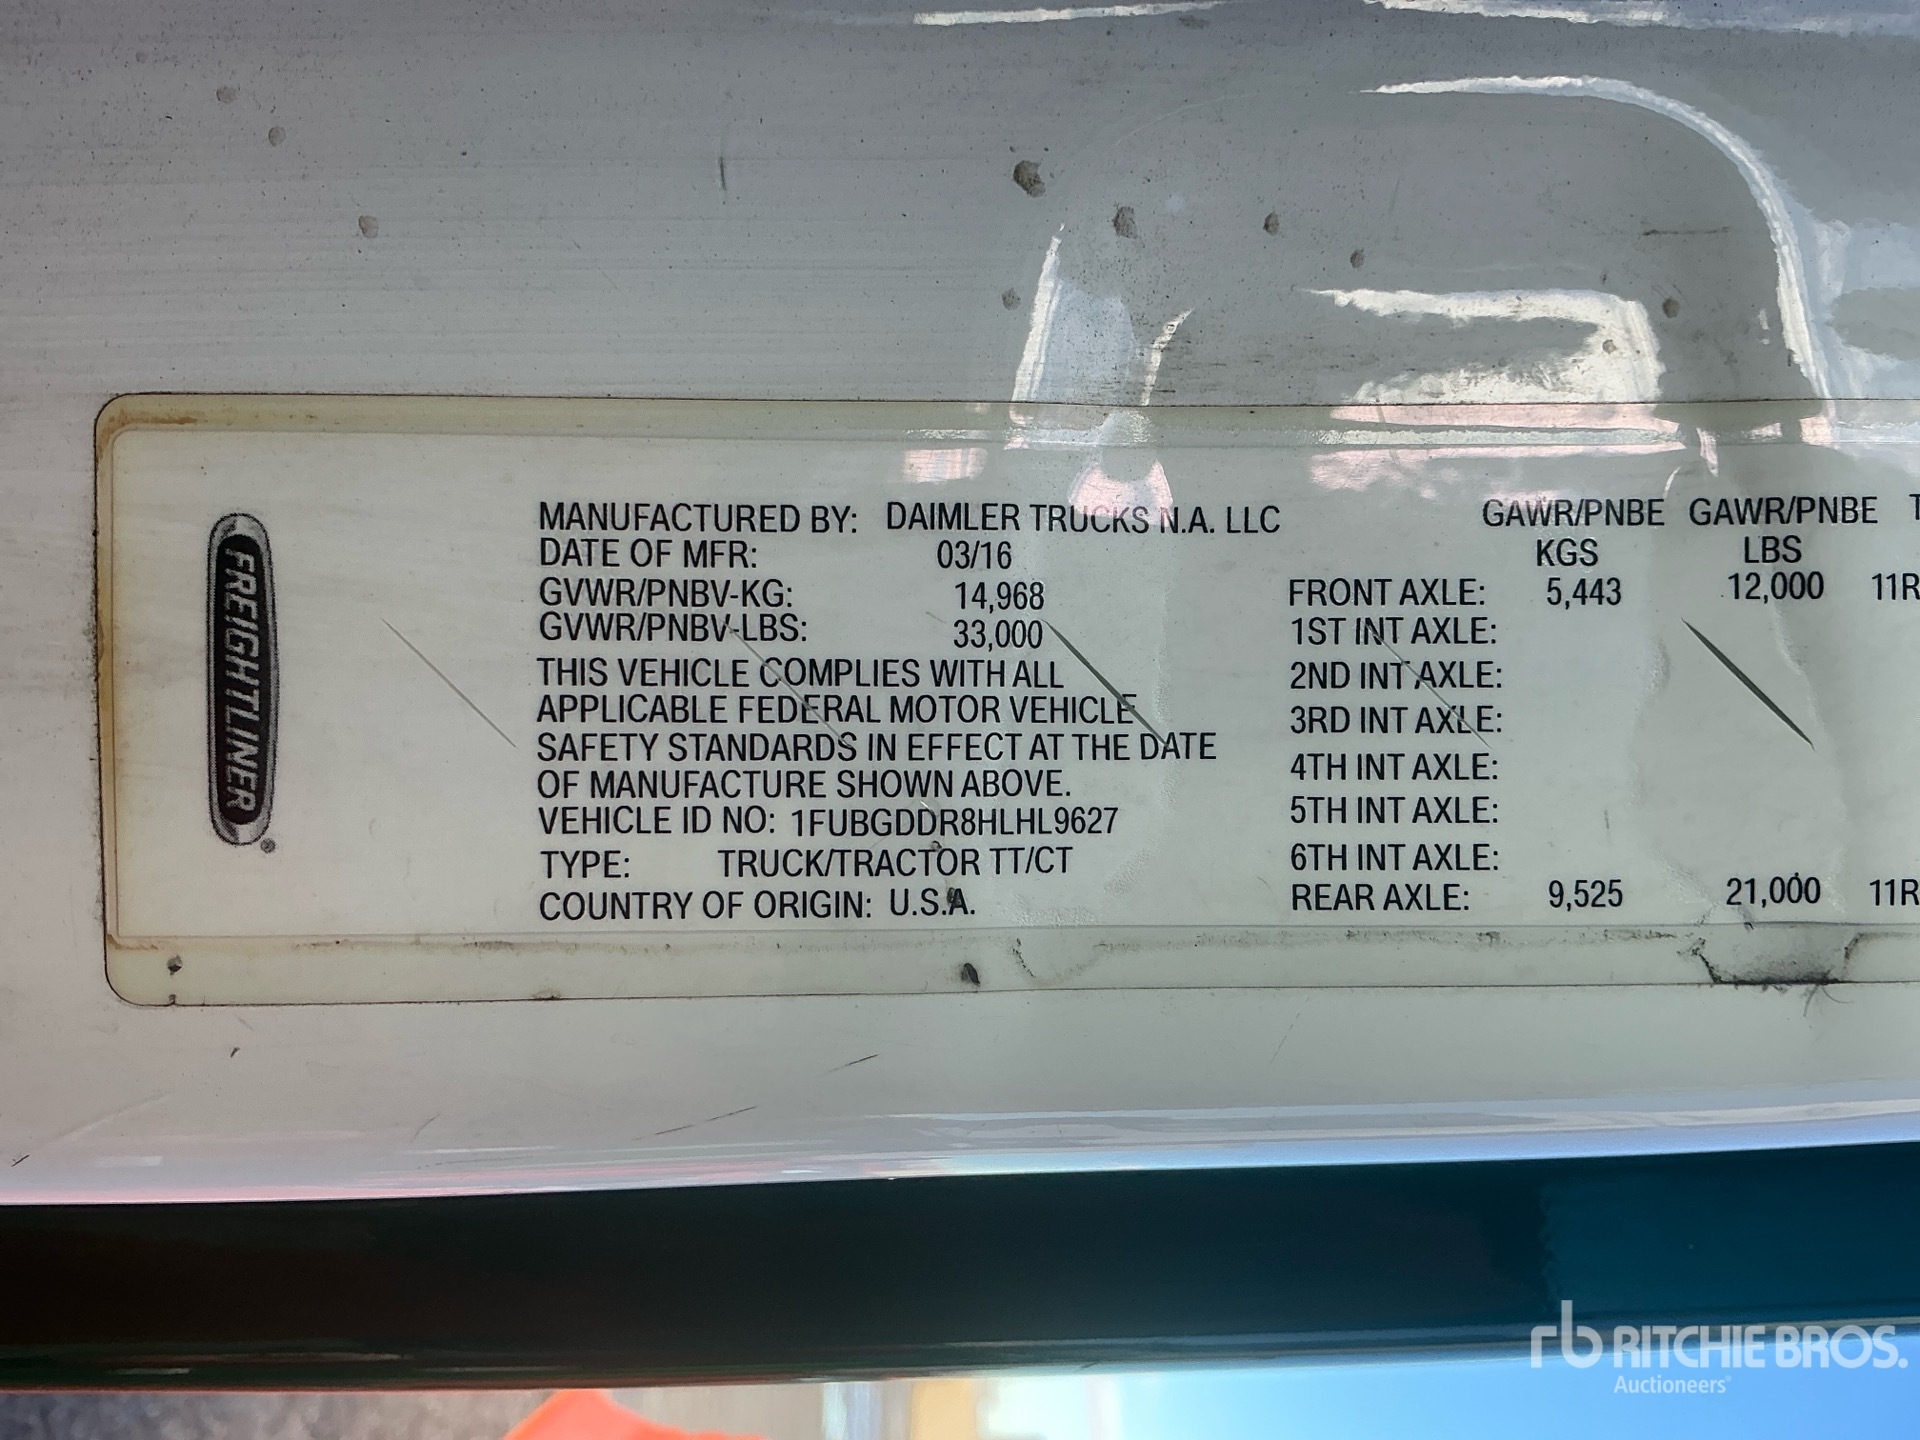 FREIGHTLINER
®
MANUFACTURED BY: DAIMLER TRUCKS N.A. LLC
DATE OF MFR: 03/16
GVWR/PNBV-KG: 14,968
GVWR/PNBV-LBS: 33,000
THIS VEHICLE COMPLIES WITH ALL
APPLICABLE FEDERAL MOTOR VEHICLE
SAFETY STANDARDS IN EFFECT AT THE DATE
OF MANUFACTURE SHOWN ABOVE.
VEHICLE ID NO: 1FUBGDDR8HLHL9627
TYPE: TRUCK/TRACTOR TT/CT
COUNTRY OF ORIGIN: U.S.A.
GAWR/PNBE GAWR/PNBE T
KGS LBS
FRONT AXLE: 5,443 12,000 11R
1ST INT AXLE:
2ND INT AXLE:
3RD INT AXLE:
4TH INT AXLE:
5TH INT AXLE:
6TH INT AXLE:
REAR AXLE: 9,525 21,000 11R
rb RITCHIE BROS.
Auctioneers